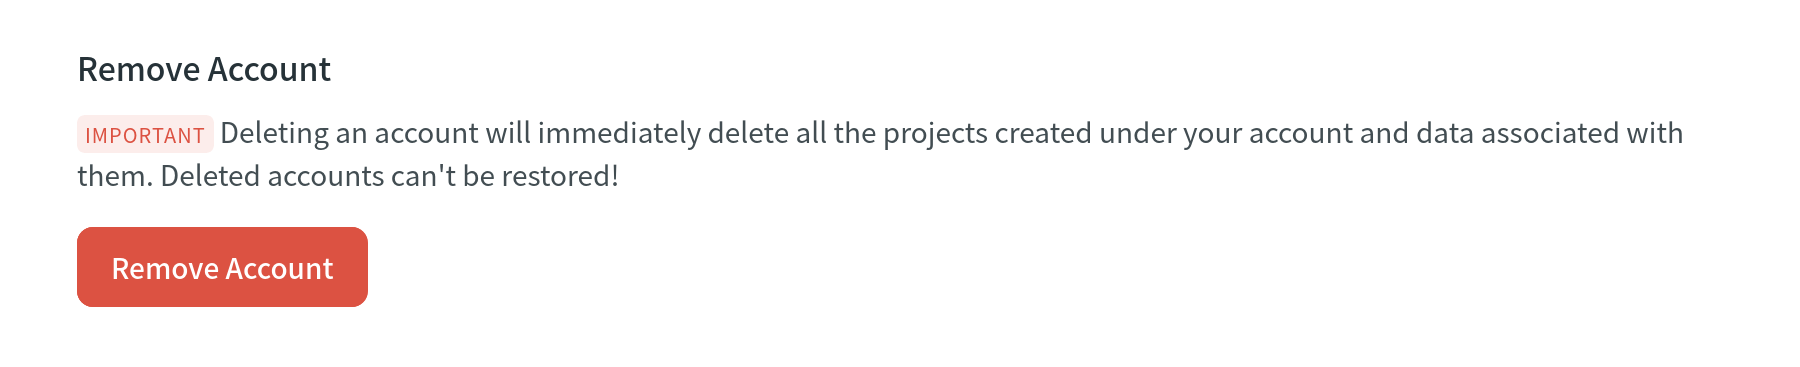 Remove Account
IMPORTANT Deleting an account will immediately delete all the projects created under your account and data associated with
them. Deleted accounts can't be restored!
Remove Account